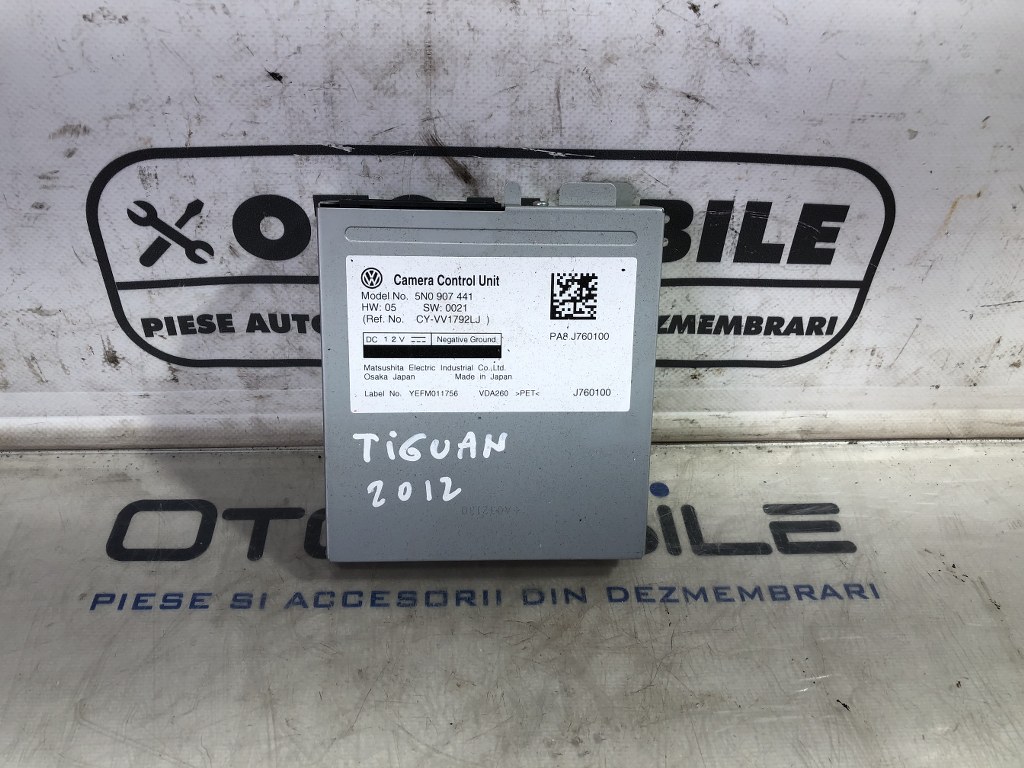 PIESE AUTO
ZMEMBRARI
Camera Control Unit
Model No. 5N0 907 441
HW: 05 SW: 0021
(Ref. No. CY-VV1792LJ )
PA8 J760100
DC 12V Negative Ground
Matsushita Electric Industrial Co.,Ltd.
Osaka Japan Made in Japan
Label No. YEFM011756 VDA260 >PET< J760100
TIGUAN
2012
PIESE SI ACCESORII DIN DEZMEMBRARI